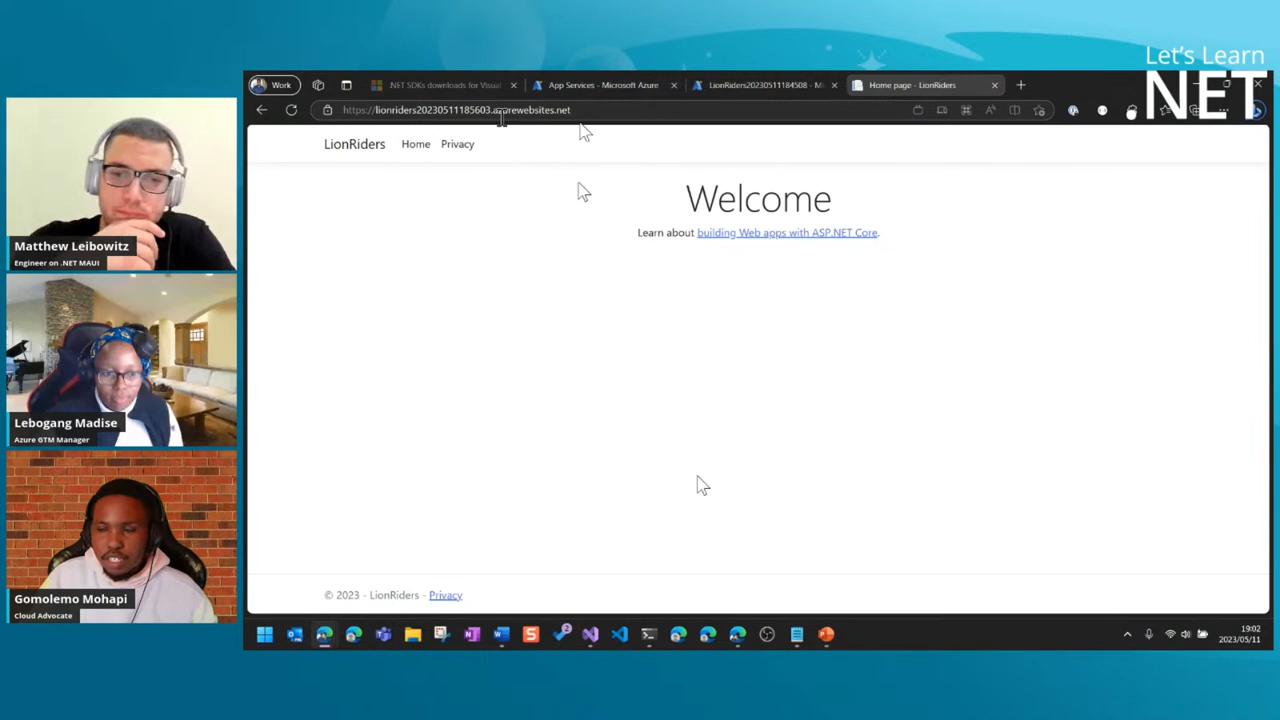 Let's Learn
.NET
Work
.NET SDKs downloads for Visual
App Services - Microsoft Azure
LionRiders20230511184508 - M
Home page - LionRiders
https://lionriders20230511185603.azurewebsites.net
LionRiders
Home
Privacy
Welcome
Learn about building Web apps with ASP.NET Core.
Matthew Leibowitz
Engineer on .NET MAUI
Lebogang Madise
Azure GTM Manager
Gomolemo Mohapi
Cloud Advocate
© 2023 - LionRiders - Privacy
19:02
2023/05/11